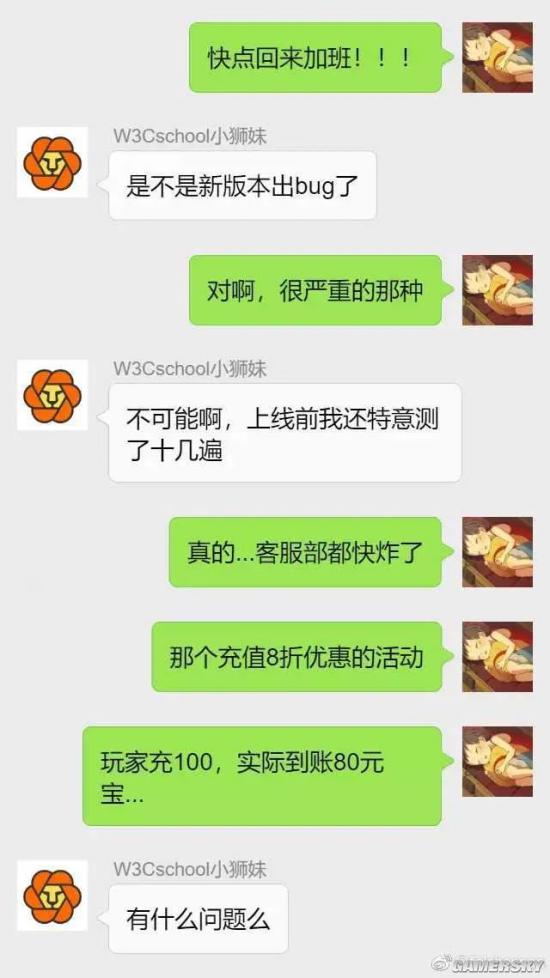 快点回来加班！！！
W3Cschool小狮妹
是不是新版本出bug了
对啊，很严重的那种
W3Cschool小狮妹
不可能啊，上线前我还特意测
了十几遍
真的...客服部都快炸了
那个充值8折优惠的活动
玩家充100，实际到账80元
宝...
W3Cschool小狮妹
有什么问题么
GAMERSKY